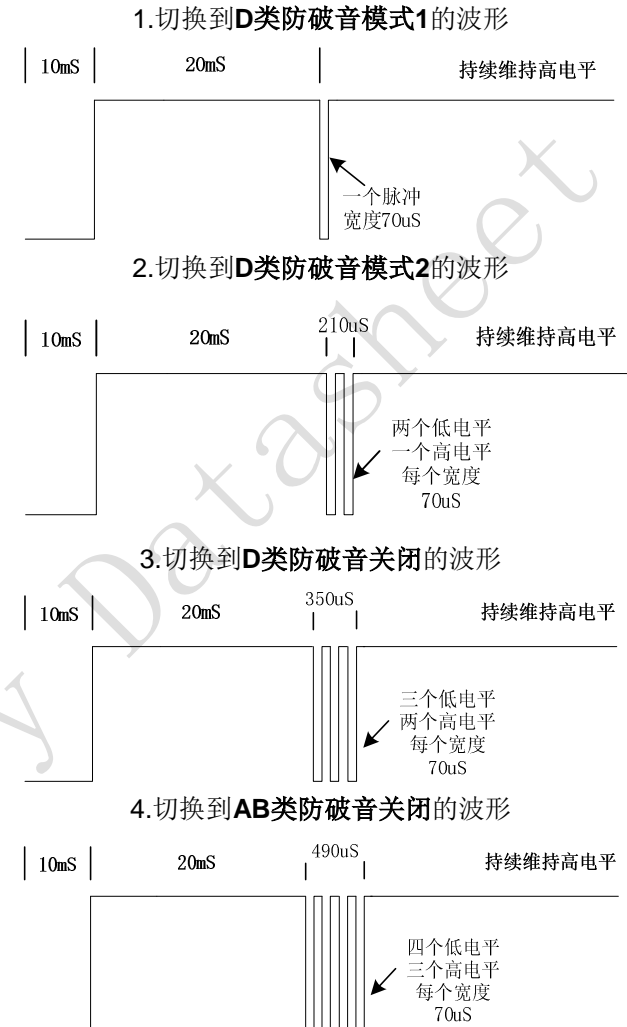 1.切换到D类防破音模式1的波形
10mS 20mS 持续维持高电平
一个脉冲
宽度70uS
2.切换到D类防破音模式2的波形
10mS 20mS 210uS 持续维持高电平
两个低电平
一个高电平
每个宽度
70uS
3.切换到D类防破音关闭的波形
10mS 20mS 350uS 持续维持高电平
三个低电平
两个高电平
每个宽度
70uS
4.切换到AB类防破音关闭的波形
10mS 20mS 490uS 持续维持高电平
四个低电平
三个高电平
每个宽度
70uS
y Datasheet